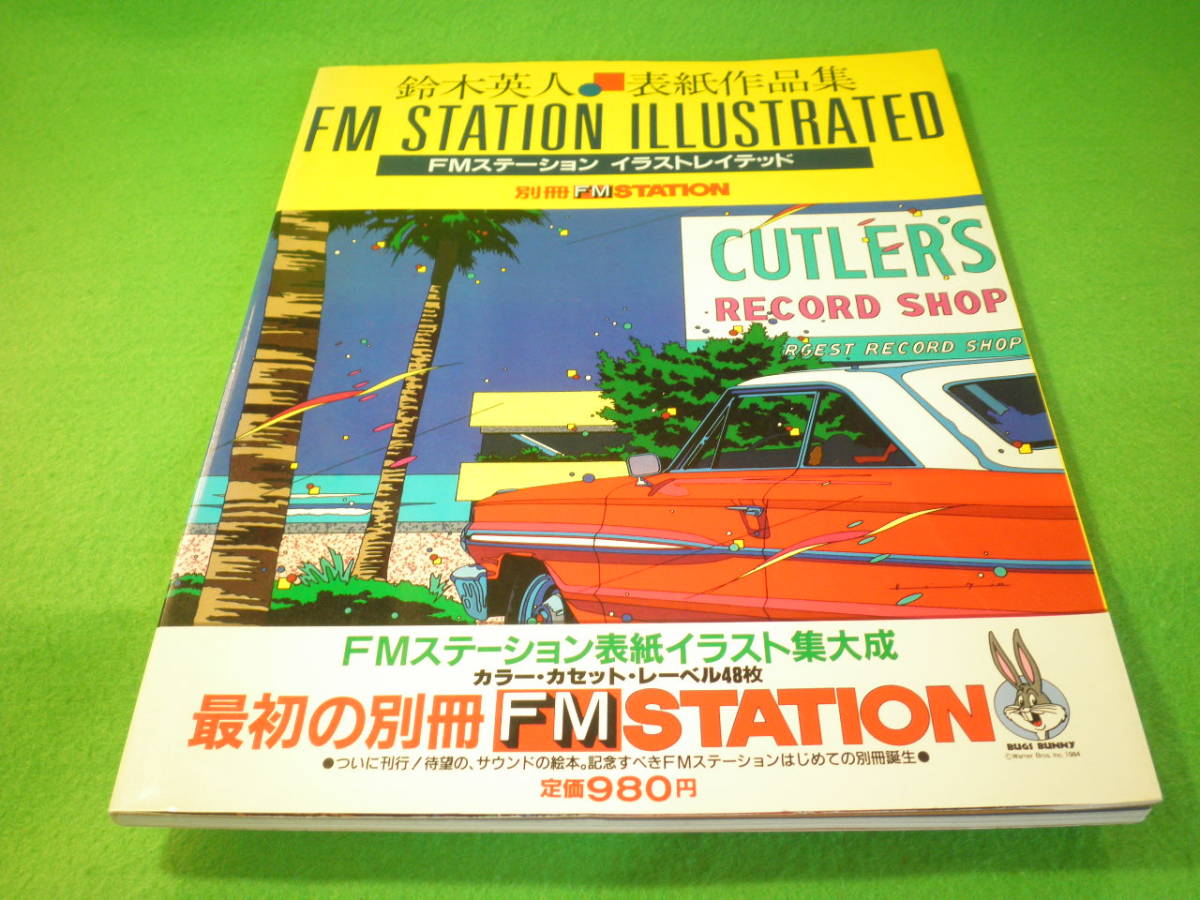 鈴木英人 表紙作品集
FM STATION ILLUSTRATED
FMステーション イラストレイテッド
別冊 FM STATION
CUTLER'S
RECORD SHOP
RGEST RECORD SHOP
FMステーション表紙イラスト集大成
カラー・カセット・レーベル48枚
最初の別冊 FM STATION
BUGS BUNNY
©Warner Bros. Inc. 1984
●ついに刊行!待望の、サウンドの絵本。記念すべきFMステーションはじめての別冊誕生●
定価980円